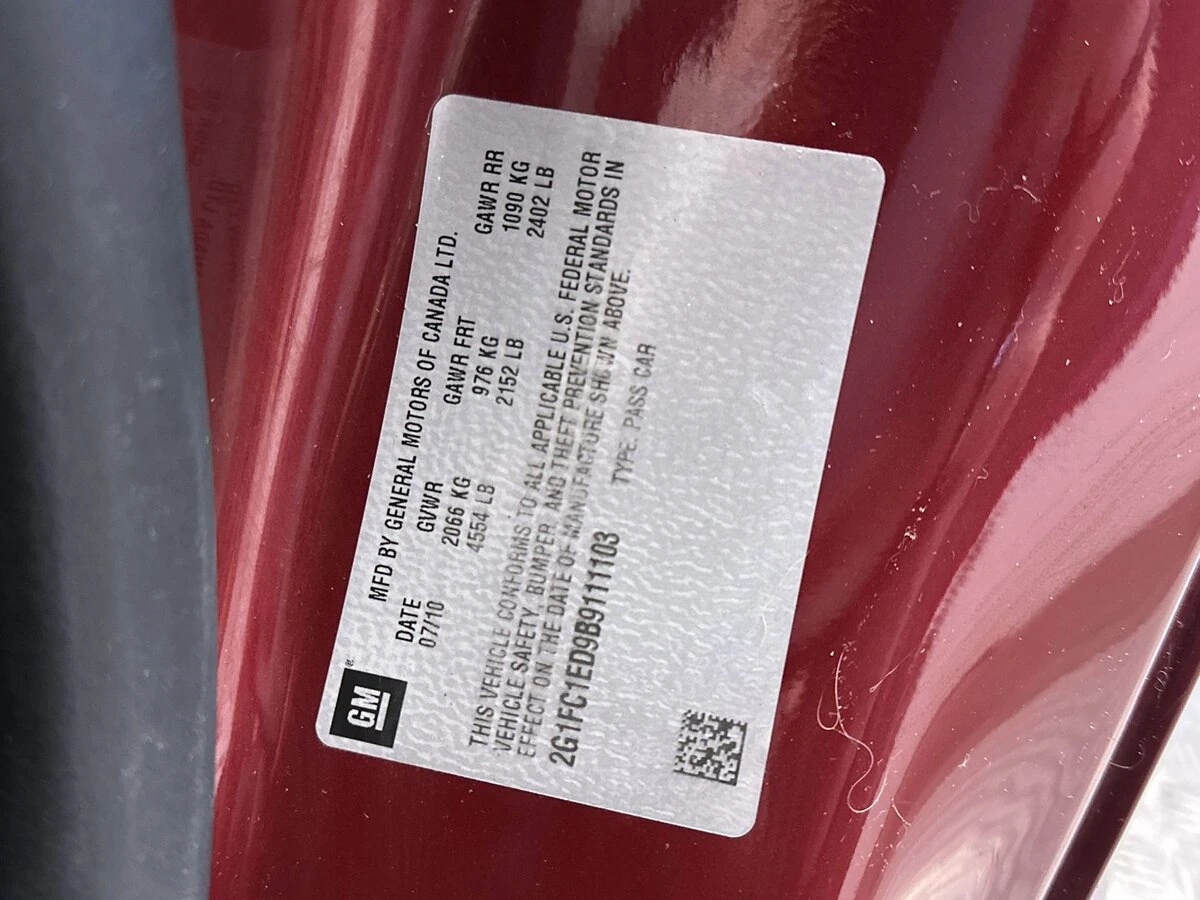 GM®
MFD BY GENERAL MOTORS OF CANADA LTD.
DATE GVWR GAWR FRT GAWR RR
07/10 2066 KG 976 KG 1090 KG
4554 LB 2152 LB 2402 LB
THIS VEHICLE CONFORMS TO ALL APPLICABLE U.S. FEDERAL MOTOR
VEHICLE SAFETY, BUMPER, AND THEFT PREVENTION STANDARDS IN
EFFECT ON THE DATE OF MANUFACTURE SHOWN ABOVE.
2G1FC1ED9B9111103 TYPE: PASS CAR